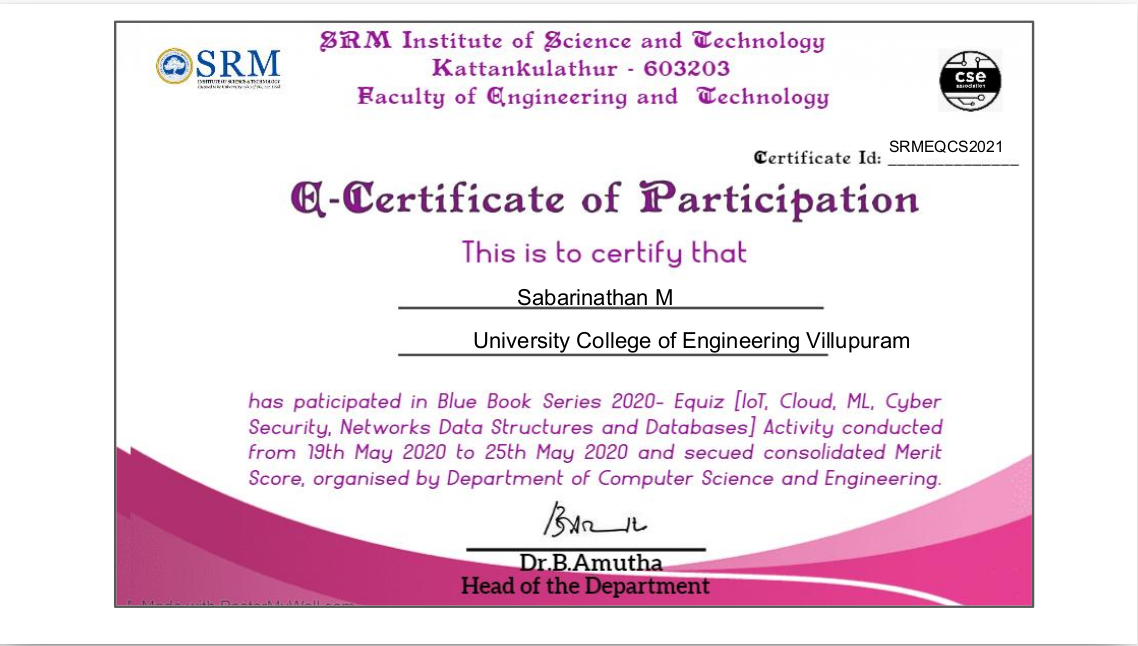 SRM
INSTITUTE OF SCIENCE & TECHNOLOGY
SRM Institute of Science and Technology
Kattankulathur - 603203
Faculty of Engineering and Technology
cse
association
Certificate Id: SRMEQCS2021
E-Certificate of Participation
This is to certify that
Sabarinathan M
University College of Engineering Villupuram
has paticipated in Blue Book Series 2020- Equiz [IoT, Cloud, ML, Cyber
Security, Networks Data Structures and Databases] Activity conducted
from 19th May 2020 to 25th May 2020 and secued consolidated Merit
Score, organised by Department of Computer Science and Engineering.
Dr.B.Amutha
Head of the Department
Made with PosterMyWall.com